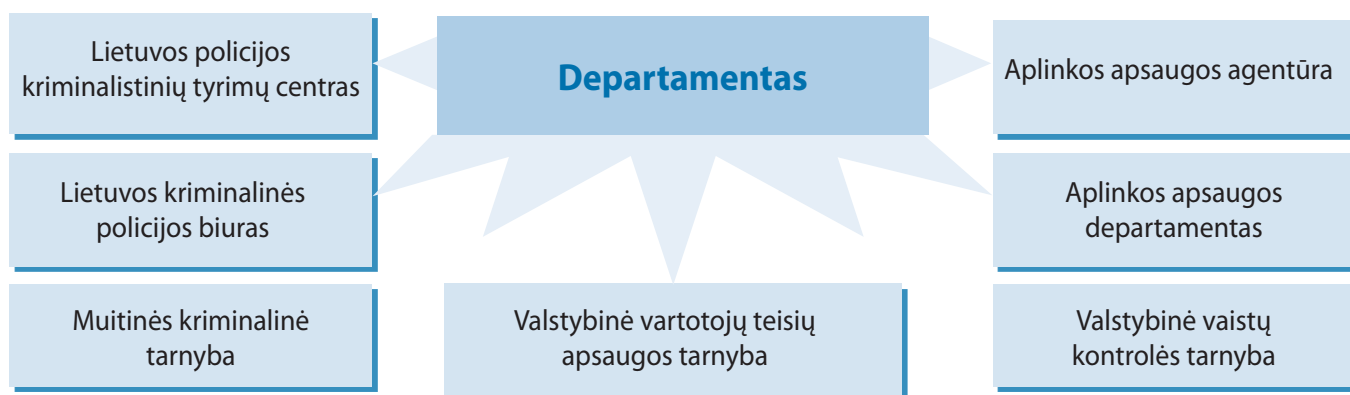 Departamentas
Lietuvos policijos
kriminalistinių tyrimų centras
Lietuvos kriminalinės
policijos biuras
Muitinės kriminalinė
tarnyba
Valstybinė vartotojų teisių
apsaugos tarnyba
Aplinkos apsaugos agentūra
Aplinkos apsaugos
departamentas
Valstybinė vaistų
kontrolės tarnyba